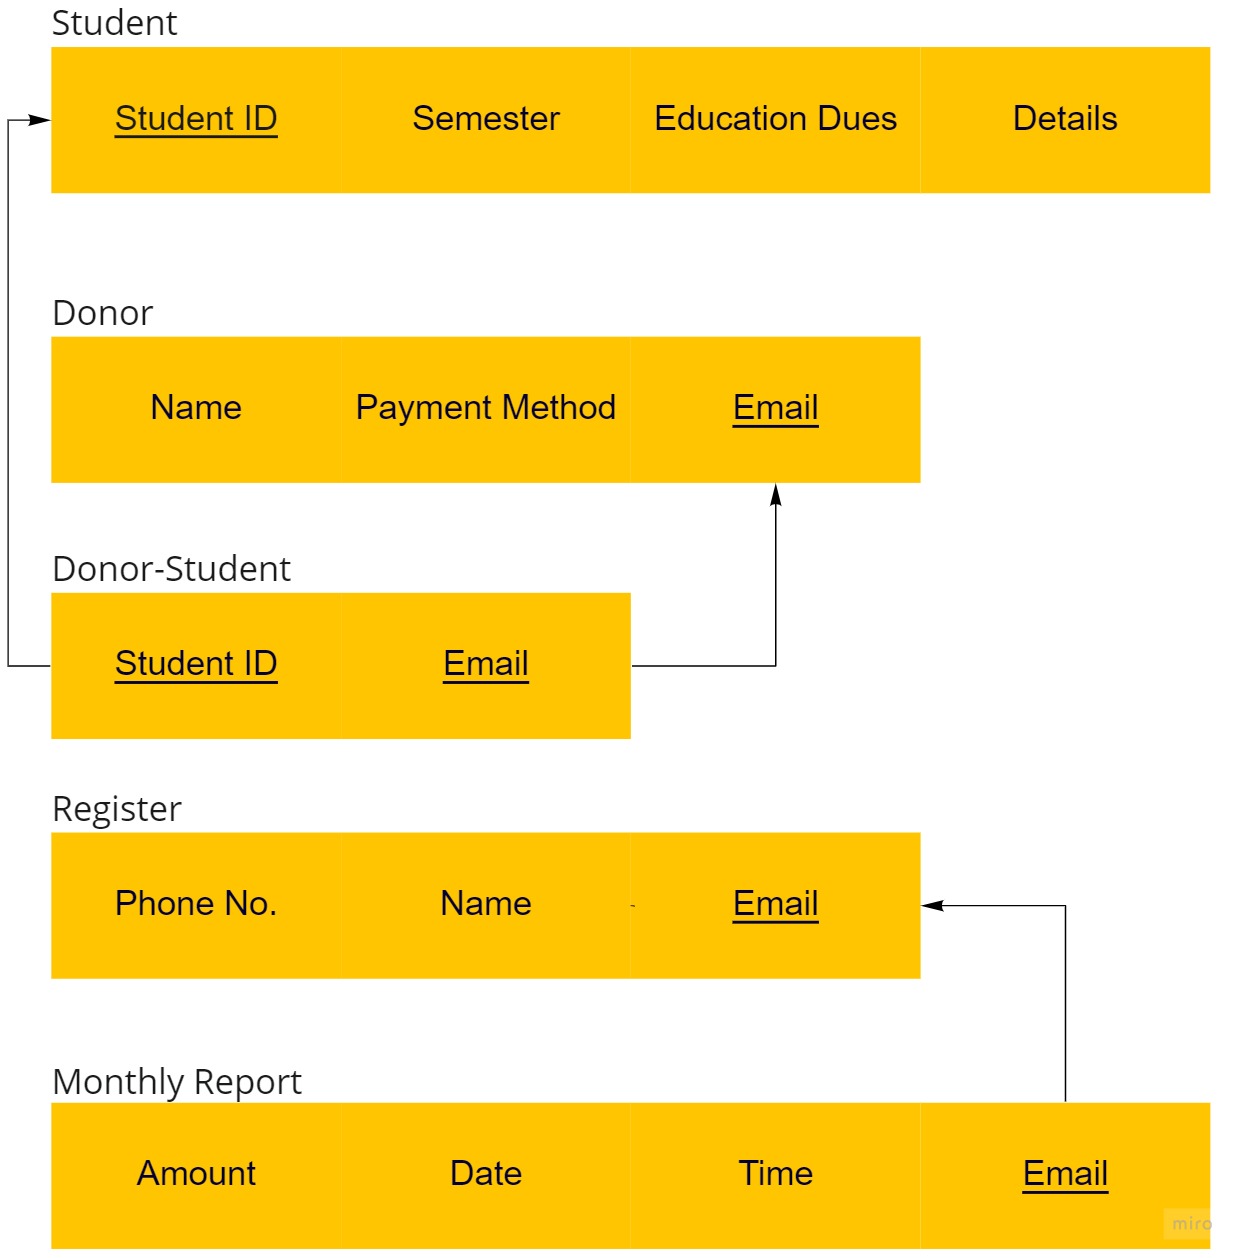 Student
Student ID Semester Education Dues Details
Donor
Name Payment Method Email
Donor-Student
Student ID Email
Register
Phone No. Name Email
Monthly Report
Amount Date Time Email
miro